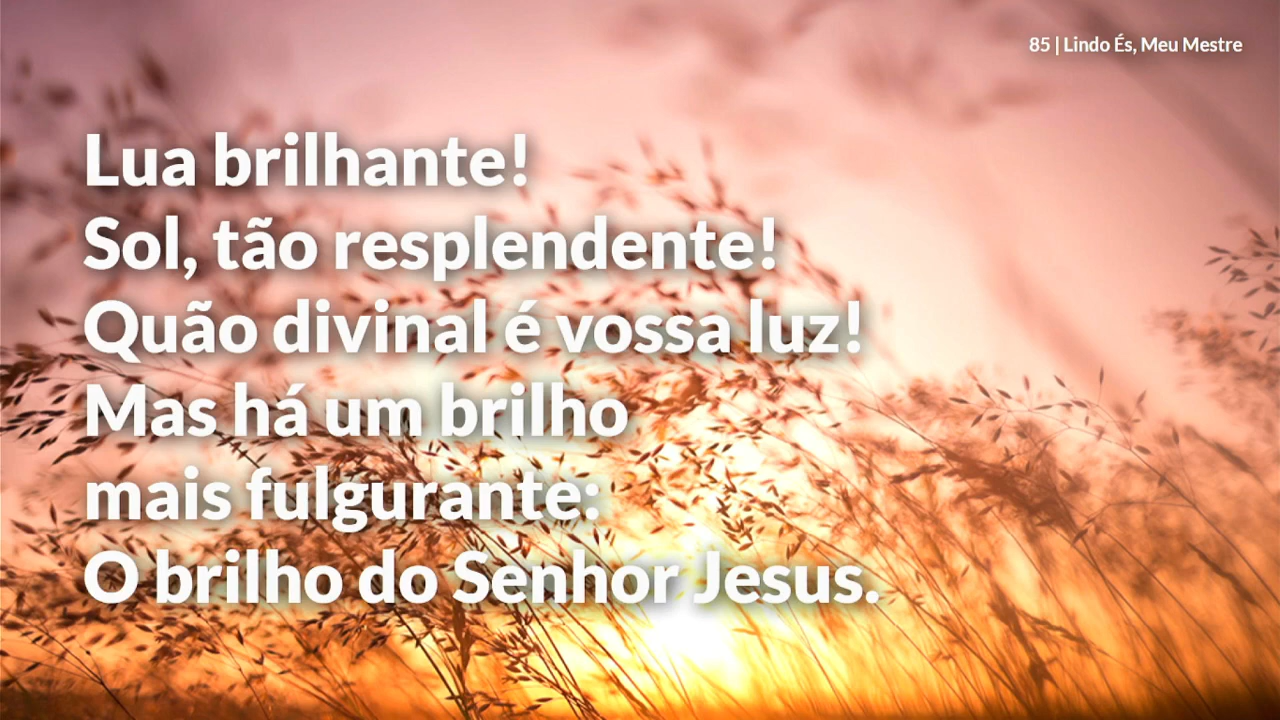 85 | Lindo És, Meu Mestre
Lua brilhante!
Sol, tão resplendente!
Quão divinal é vossa luz!
Mas há um brilho
mais fulgurante:
O brilho do Senhor Jesus.